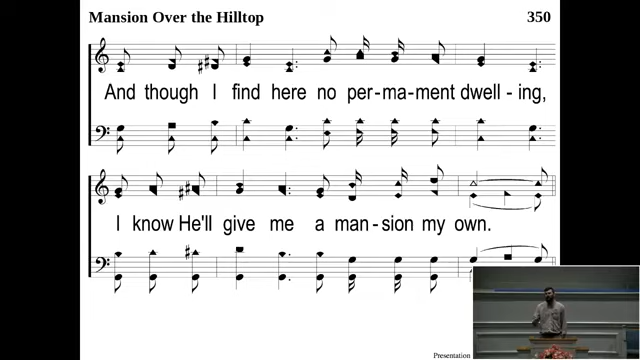 Mansion Over the Hilltop 350
And though I find here no per-ma-ment dwell - ing,
I know He'll give me a man - sion my own.
Presentation